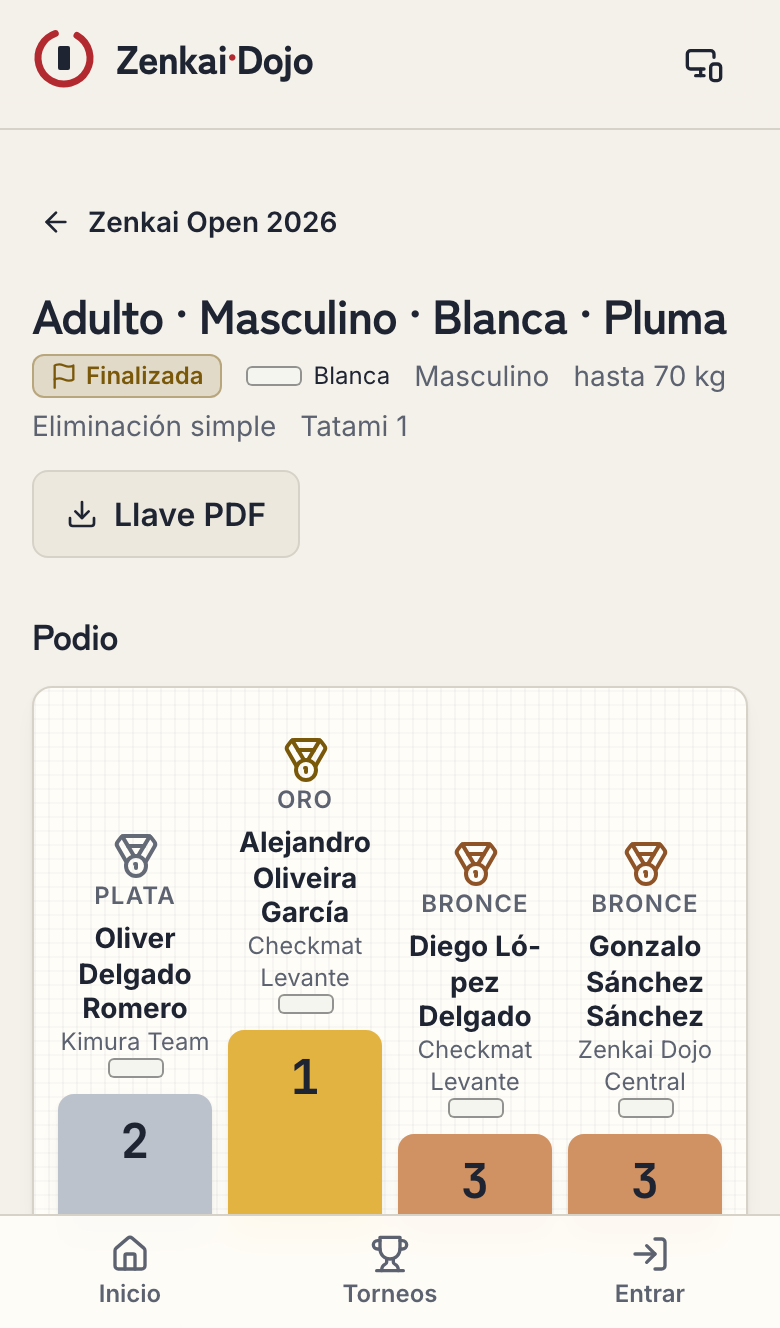 Zenkai·Dojo
Zenkai Open 2026
Adulto · Masculino · Blanca · Pluma
Finalizada Blanca Masculino hasta 70 kg
Eliminación simple Tatami 1
Llave PDF
Podio
ORO
Alejandro
Oliveira
García
Checkmat
Levante
1
PLATA
Oliver
Delgado
Romero
Kimura Team
2
BRONCE
Diego Ló-
pez
Delgado
Checkmat
Levante
3
BRONCE
Gonzalo
Sánchez
Sánchez
Zenkai Dojo
Central
3
Inicio
Torneos
Entrar